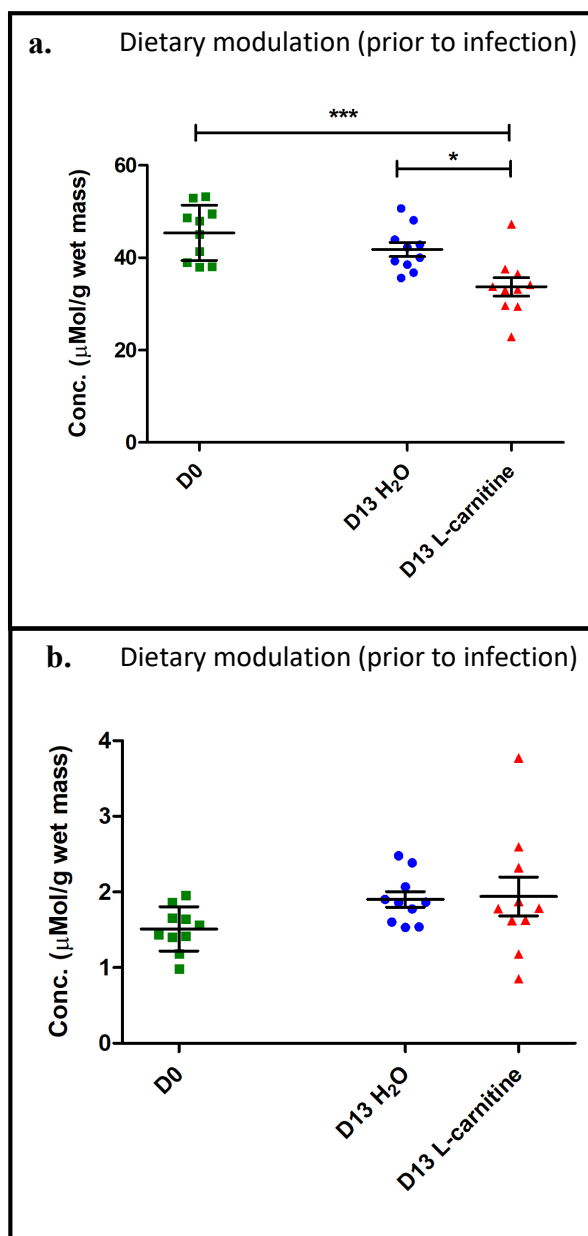 a. Dietary modulation (prior to infection)
***
*
Conc. (μMol/g wet mass)
60
40
20
0
D0
D13 H₂O
D13 L-carnitine
b. Dietary modulation (prior to infection)
Conc. (μMol/g wet mass)
4
3
2
1
0
D0
D13 H₂O
D13 L-carnitine